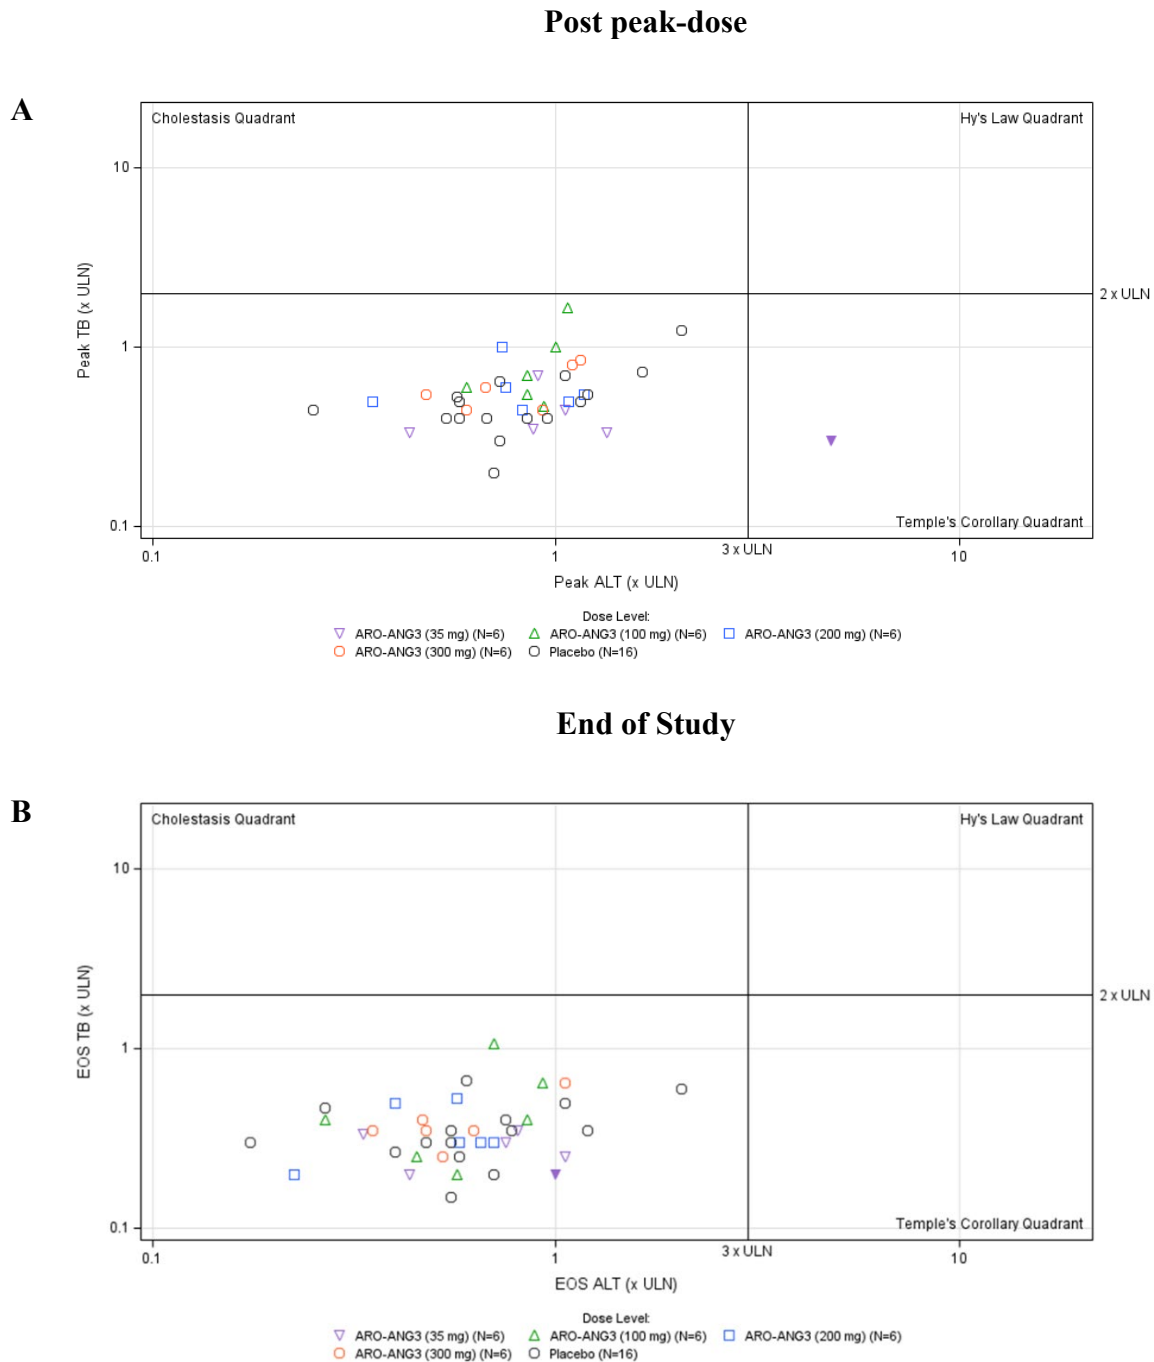 Post peak-dose
A
Cholestasis Quadrant
Hy's Law Quadrant
10
1
0.1
Peak TB (x ULN)
2 x ULN
Temple's Corollary Quadrant
3 x ULN
0.1
1
10
Peak ALT (x ULN)
Dose Level:
ARO-ANG3 (35 mg) (N=6) ARO-ANG3 (100 mg) (N=6) ARO-ANG3 (200 mg) (N=6)
ARO-ANG3 (300 mg) (N=6) Placebo (N=16)
End of Study
B
Cholestasis Quadrant
Hy's Law Quadrant
10
1
0.1
EOS TB (x ULN)
2 x ULN
Temple's Corollary Quadrant
3 x ULN
0.1
1
10
EOS ALT (x ULN)
Dose Level:
ARO-ANG3 (35 mg) (N=6) ARO-ANG3 (100 mg) (N=6) ARO-ANG3 (200 mg) (N=6)
ARO-ANG3 (300 mg) (N=6) Placebo (N=16)